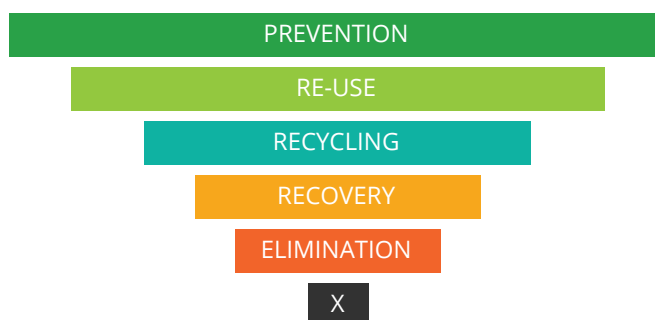 PREVENTION
RE-USE
RECYCLING
RECOVERY
ELIMINATION
X